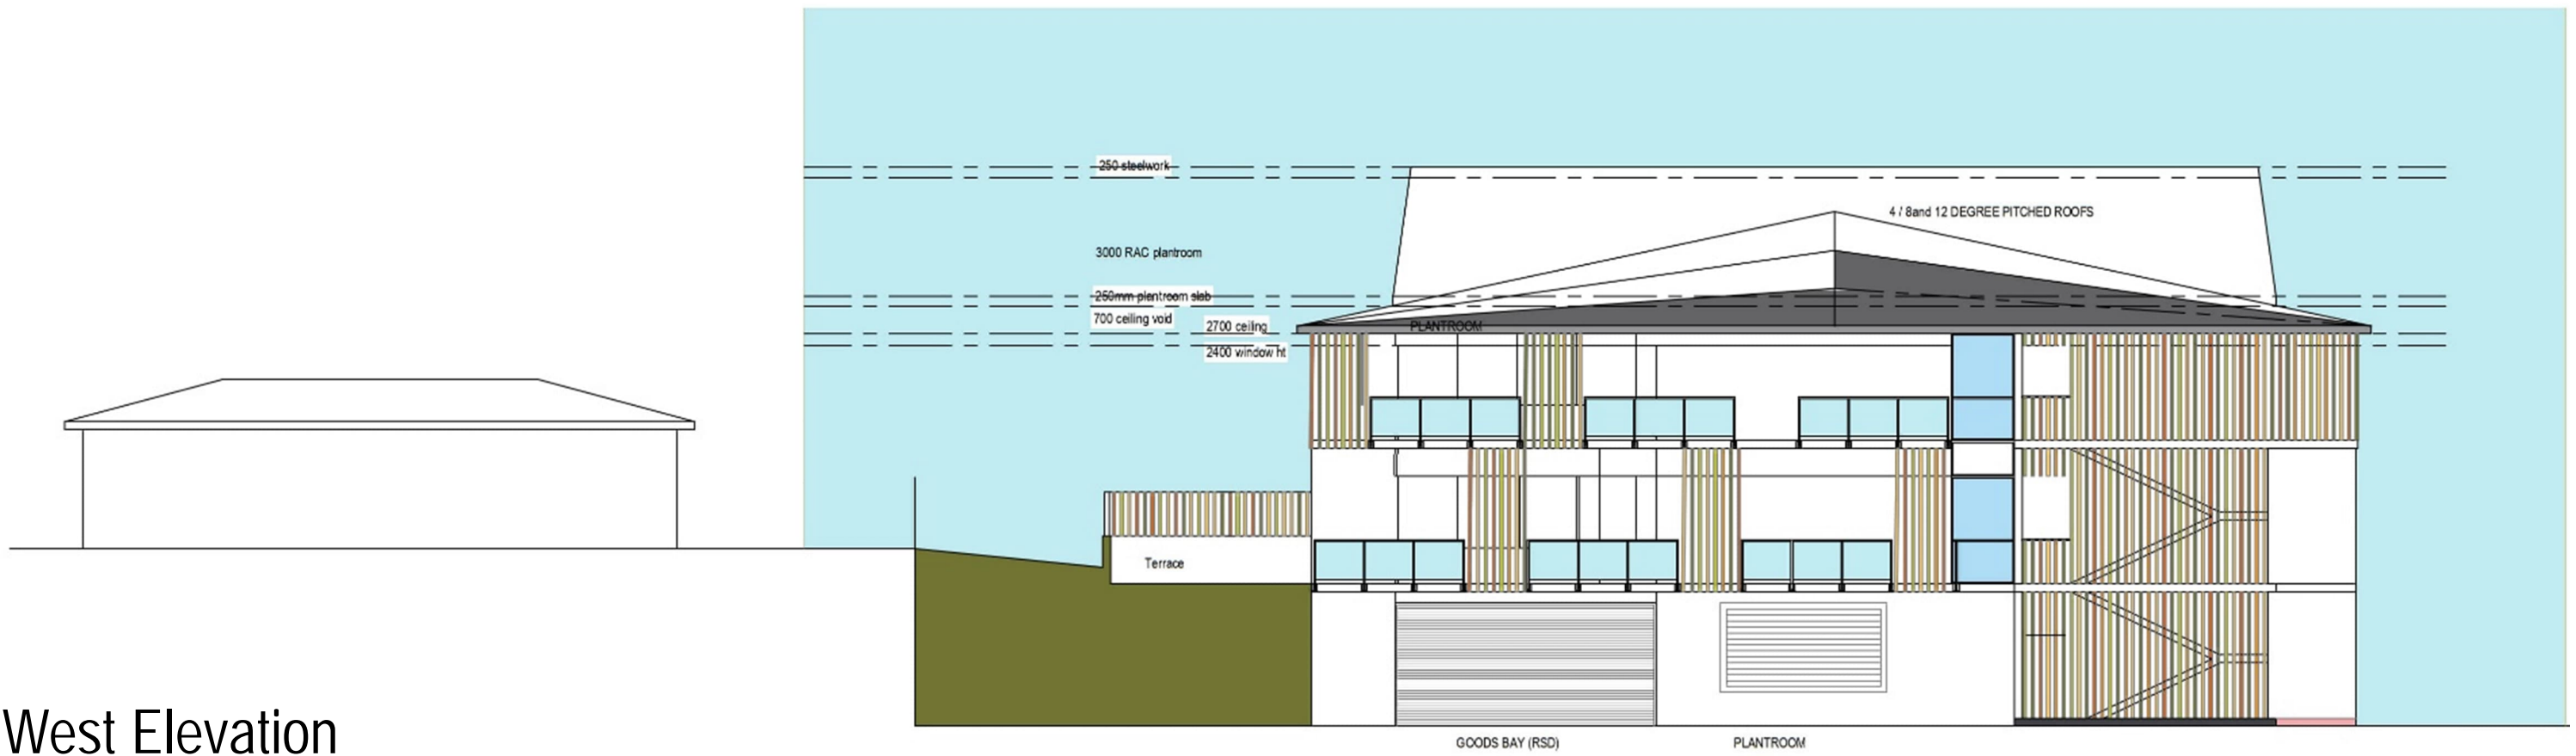 250 steelwork
4 / 8and 12 DEGREE PITCHED ROOFS
3000 RAC plantroom
250mm plantroom slab
700 ceiling void
2700 ceiling
PLANTROOM
2400 window ht
Terrace
West Elevation
GOODS BAY (RSD)
PLANTROOM